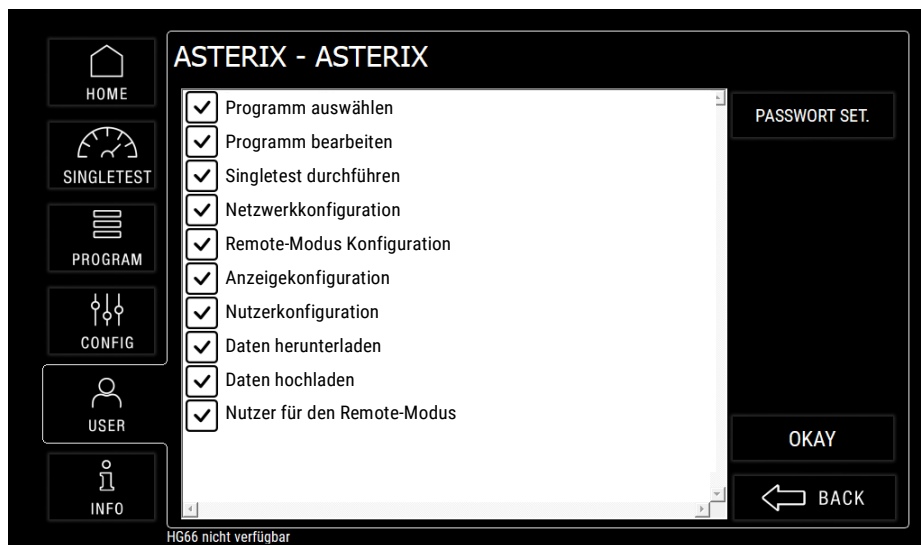 ASTERIX - ASTERIX
HOME
SINGLETEST
PROGRAM
CONFIG
USER
INFO
Programm auswählen
Programm bearbeiten
Singletest durchführen
Netzwerkkonfiguration
Remote-Modus Konfiguration
Anzeigekonfiguration
Nutzerkonfiguration
Daten herunterladen
Daten hochladen
Nutzer für den Remote-Modus
PASSWORT SET.
OKAY
BACK
HG66 nicht verfügbar